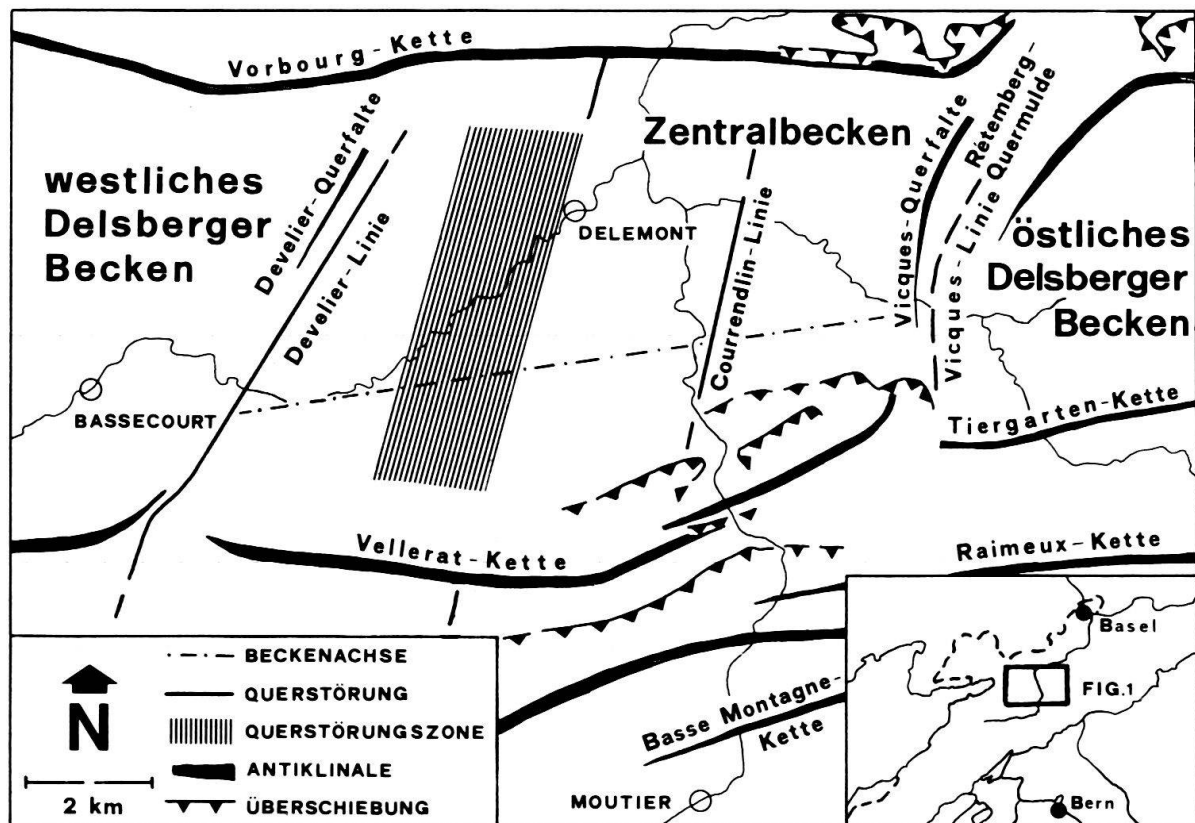 Vorbourg-Kette
westliches
Delsberger
Becken
Develier-Querfalte
Develier-Linie
Zentralbecken
DELEMONT
Courrendlin-Linie
Vicques-Querfalte
Vicques-Linie
Rétemberg-
Quermulde
östliches
Delsberger
Becken
BASSECOURT
Tiergarten-Kette
Vellerat-Kette
Raimeux-Kette
Basse Montagne-
Kette
MOUTIER
N
2 km
BECKENACHSE
QUERSTÖRUNG
QUERSTÖRUNGSZONE
ANTIKLINALE
ÜBERSCHIEBUNG
Basel
FIG.1
Bern